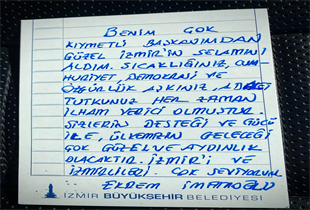 BENİM ÇOK
KIYMETLİ BAŞKANIMDAN
GÜZEL İZMİR'İN SELAMINI
ALDIM. SICAKLIĞINIZ, CUM-
HURİYET, DEMOKRASİ VE
ÖZGÜRLÜK AŞKINIZ, ADALET
TUTKUNUZ HER ZAMAN
İLHAM VERİCİ OLMUŞTUR
SİZLERİN DESTEĞİ VE GÜCÜ
İLE, ÜLKEMİZİN GELECEĞİ
ÇOK GÜZEL VE AYDINLIK
OLACAKTIR. İZMİR'İ VE
İZMİRLİLERİ ÇOK SEVİYORUM
EKREM İMAMOĞLU
İZMİR BÜYÜKŞEHİR BELEDİYESİ